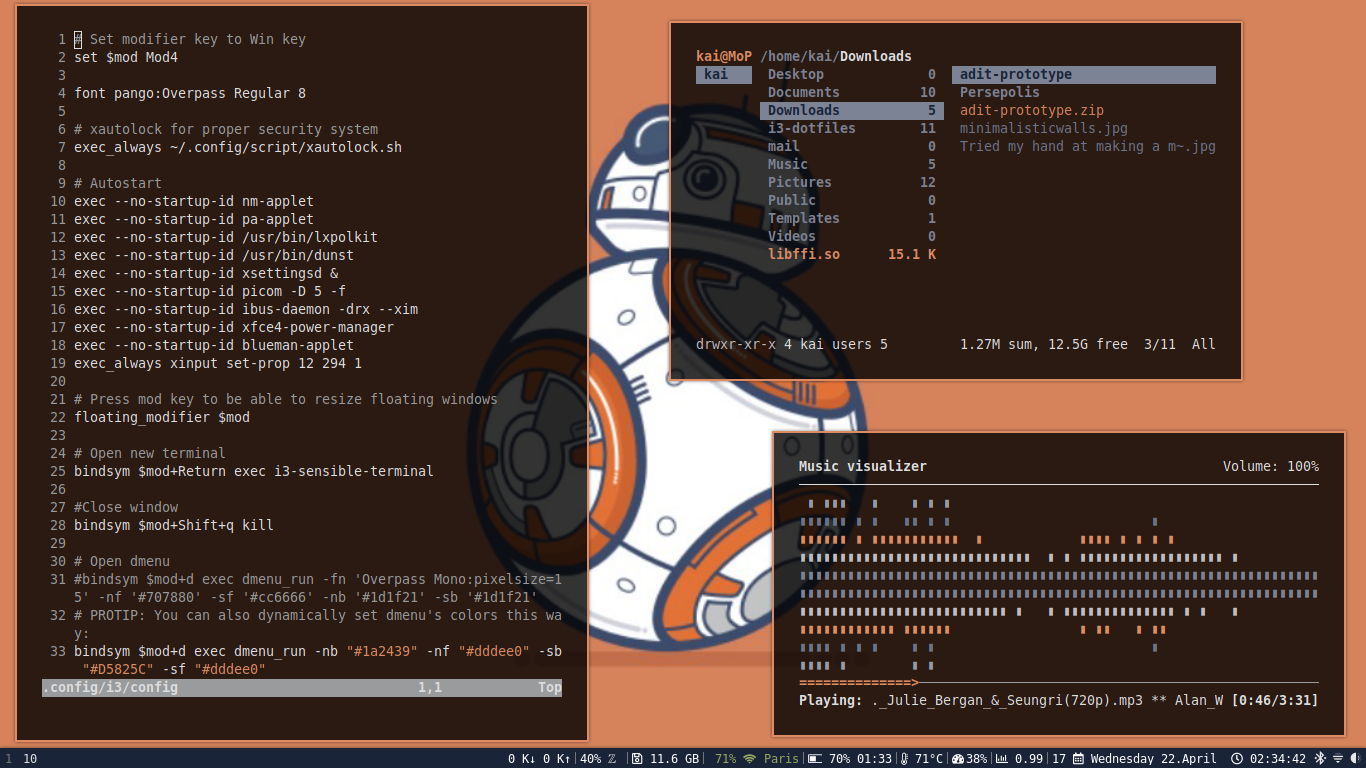 1 # Set modifier key to Win key
2 set $mod Mod4
3
4 font pango:Overpass Regular 8
5
6 # xautolock for proper security system
7 exec_always ~/.config/script/xautolock.sh
8
9 # Autostart
10 exec --no-startup-id nm-applet
11 exec --no-startup-id pa-applet
12 exec --no-startup-id /usr/bin/lxpolkit
13 exec --no-startup-id /usr/bin/dunst
14 exec --no-startup-id xsettingsd &
15 exec --no-startup-id picom -D 5 -f
16 exec --no-startup-id ibus-daemon -drx --xim
17 exec --no-startup-id xfce4-power-manager
18 exec --no-startup-id blueman-applet
19 exec_always xinput set-prop 12 294 1
20
21 # Press mod key to be able to resize floating windows
22 floating_modifier $mod
23
24 # Open new terminal
25 bindsym $mod+Return exec i3-sensible-terminal
26
27 #Close window
28 bindsym $mod+Shift+q kill
29
30 # Open dmenu
31 #bindsym $mod+d exec dmenu_run -fn 'Overpass Mono:pixelsize=1
5' -nf '#707880' -sf '#cc6666' -nb '#1d1f21' -sb '#1d1f21'
32 # PROTIP: You can also dynamically set dmenu's colors this wa
y:
33 bindsym $mod+d exec dmenu_run -nb "#1a2439" -nf "#dddee0" -sb
"#D5825C" -sf "#dddee0"
.config/i3/config 1,1 Top
kai@MoP /home/kai/Downloads
kai Desktop 0 adit-prototype
Documents 10 Persepolis
Downloads 5 adit-prototype.zip
i3-dotfiles 11 minimalisticwalls.jpg
mail 0 Tried my hand at making a m~.jpg
Music 5
Pictures 12
Public 0
Templates 1
Videos 0
libffi.so 15.1 K
drwxr-xr-x 4 kai users 5 1.27M sum, 12.5G free 3/11 All
Music visualizer Volume: 100%
==============>
Playing: ._Julie_Bergan_&_Seungri(720p).mp3 ** Alan_W [0:46/3:31]
1 10 0 K↓ 0 K↑ 40% 11.6 GB 71% Paris 70% 01:33 71°C 38% 0.99 17 Wednesday 22.April 02:34:42